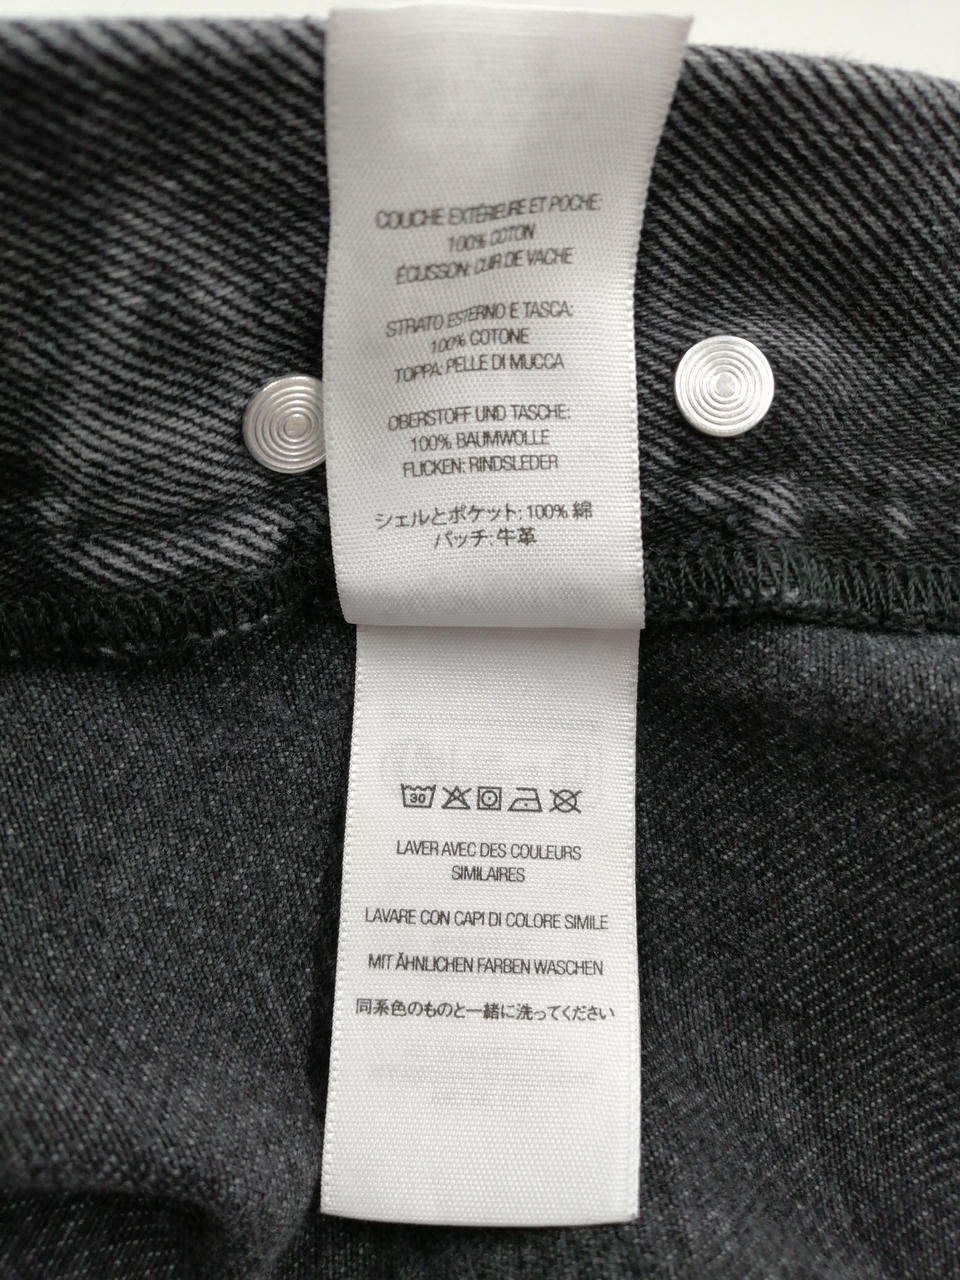 COUCHE EXTÉRIEURE ET POCHE:
100% COTON
ÉCUSSON: CUIR DE VACHE
STRATO ESTERNO E TASCA:
100% COTONE
TOPPA: PELLE DI MUCCA
OBERSTOFF UND TASCHE:
100% BAUMWOLLE
FLICKEN: RINDSLEDER
シェルとポケット: 100% 綿
パッチ: 牛革
30
LAVER AVEC DES COULEURS
SIMILAIRES
LAVARE CON CAPI DI COLORE SIMILE
MIT ÄHNLICHEN FARBEN WASCHEN
同系色のものと一緒に洗ってください